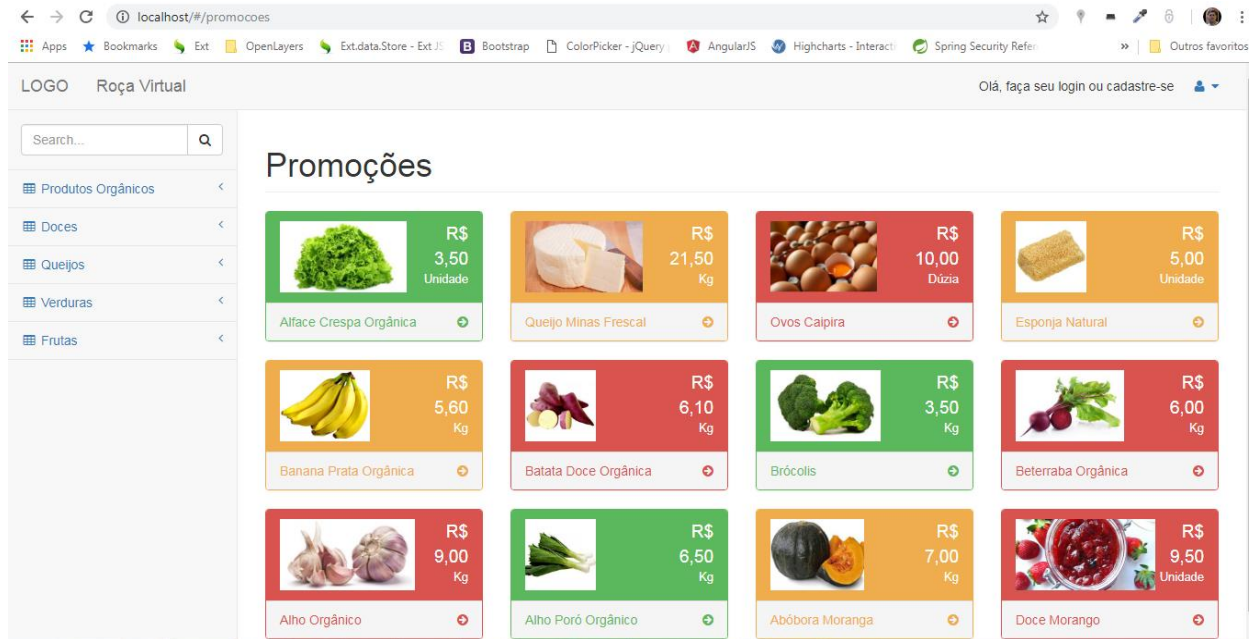 localhost/#/promocoes
Apps Bookmarks Ext OpenLayers Ext.data.Store - Ext JS Bootstrap ColorPicker - jQuery AngularJS Highcharts - Interacti Spring Security Refer » Outros favoritos
LOGO Roça Virtual Olá, faça seu login ou cadastre-se
Search...
Produtos Orgânicos
Doces
Queijos
Verduras
Frutas
Promoções
R$
3,50
Unidade
Alface Crespa Orgânica
R$
21,50
Kg
Queijo Minas Frescal
R$
10,00
Dúzia
Ovos Caipira
R$
5,00
Unidade
Esponja Natural
R$
5,60
Kg
Banana Prata Orgânica
R$
6,10
Kg
Batata Doce Orgânica
R$
3,50
Kg
Brócolis
R$
6,00
Kg
Beterraba Orgânica
R$
9,00
Kg
Alho Orgânico
R$
6,50
Kg
Alho Poró Orgânico
R$
7,00
Kg
Abóbora Moranga
R$
9,50
Unidade
Doce Morango